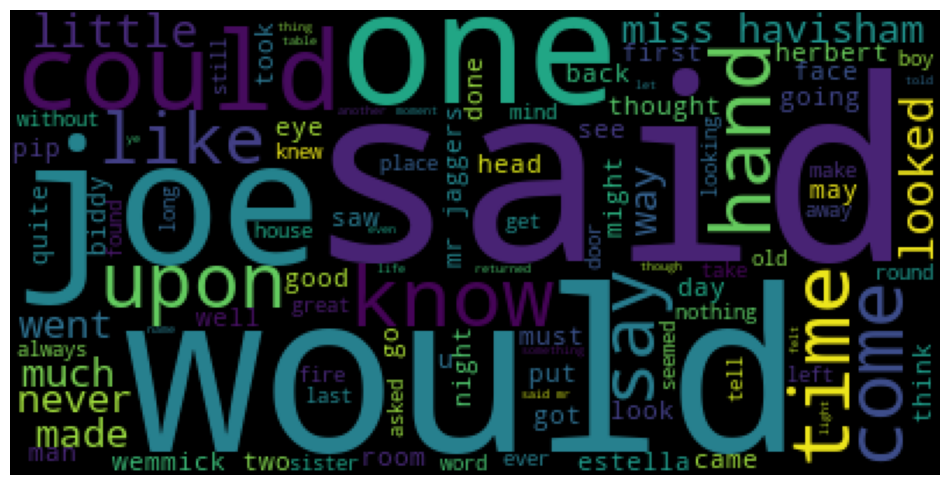 little
could
still
took
thing
table
one
miss havisham
first
herbert
boy
told
back
let
face
going
done
hand
without
another
moment
mind
thought
like
ye
eye
knew
said
pip
joe
place
mr jaggers
head
see
looking
make
may
away
looked
quite
biddy
found
long
house
saw
even
get
door
might
way
old
upon
good
know
life
returned
though
take
round
say
day
nothing
time
come
went
well
great
name
would
always
much
never
made
man
fire
last
asked
go
us
night
must
something
said mr
put
got
look
seemed
tell
felt
left
light
think
wemmick
two
sister
room
word
ever
estella
came